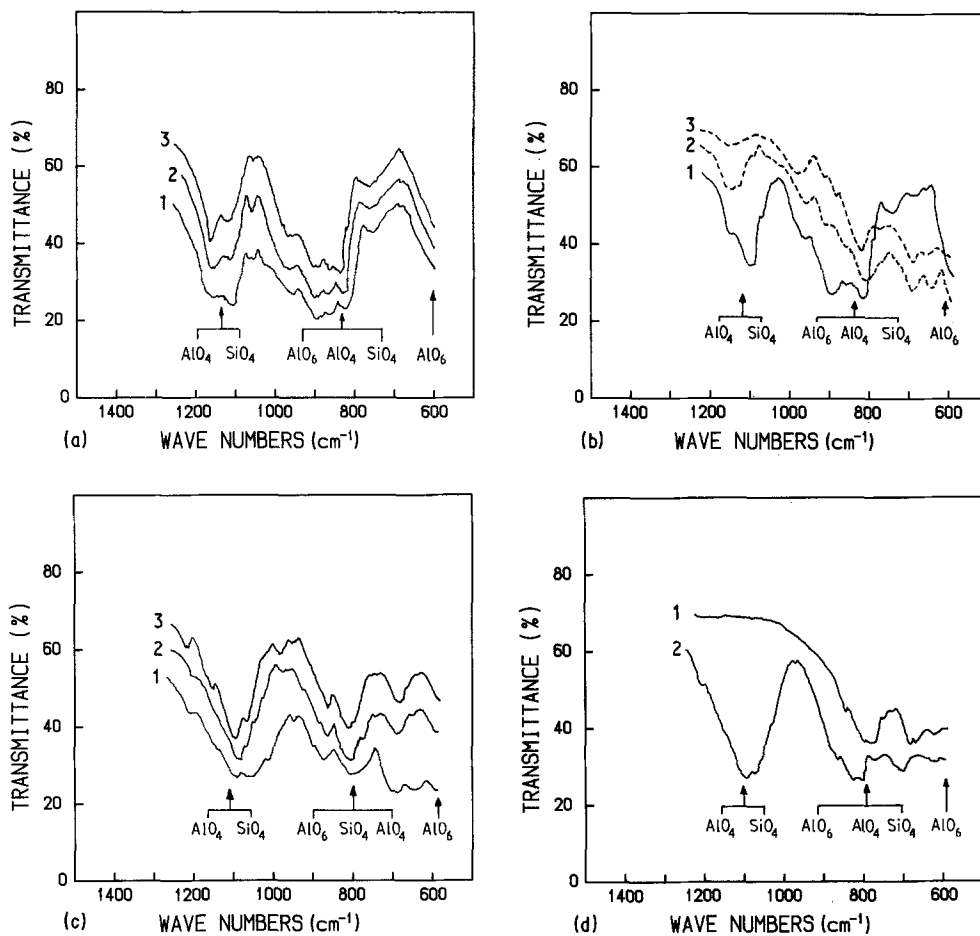 TRANSMITTANCE (%)
80
60
40
20
0
3
2
1
AlO₄ SiO₄ AlO₆ AlO₄ SiO₄ AlO₆
1400 1200 1000 800 600
(a) WAVE NUMBERS (cm⁻¹)
TRANSMITTANCE (%)
80
60
40
20
0
3
2
1
AlO₄ SiO₄ AlO₆ AlO₄ SiO₄ AlO₆
1400 1200 1000 800 600
(b) WAVE NUMBERS (cm⁻¹)
TRANSMITTANCE (%)
80
60
40
20
0
3
2
1
AlO₄ SiO₄ AlO₆ SiO₄ AlO₄ AlO₆
1400 1200 1000 800 600
(c) WAVE NUMBERS (cm⁻¹)
TRANSMITTANCE (%)
80
60
40
20
0
1
2
AlO₄ SiO₄ AlO₆ AlO₄ SiO₄ AlO₆
1400 1200 1000 800 600
(d) WAVE NUMBERS (cm⁻¹)